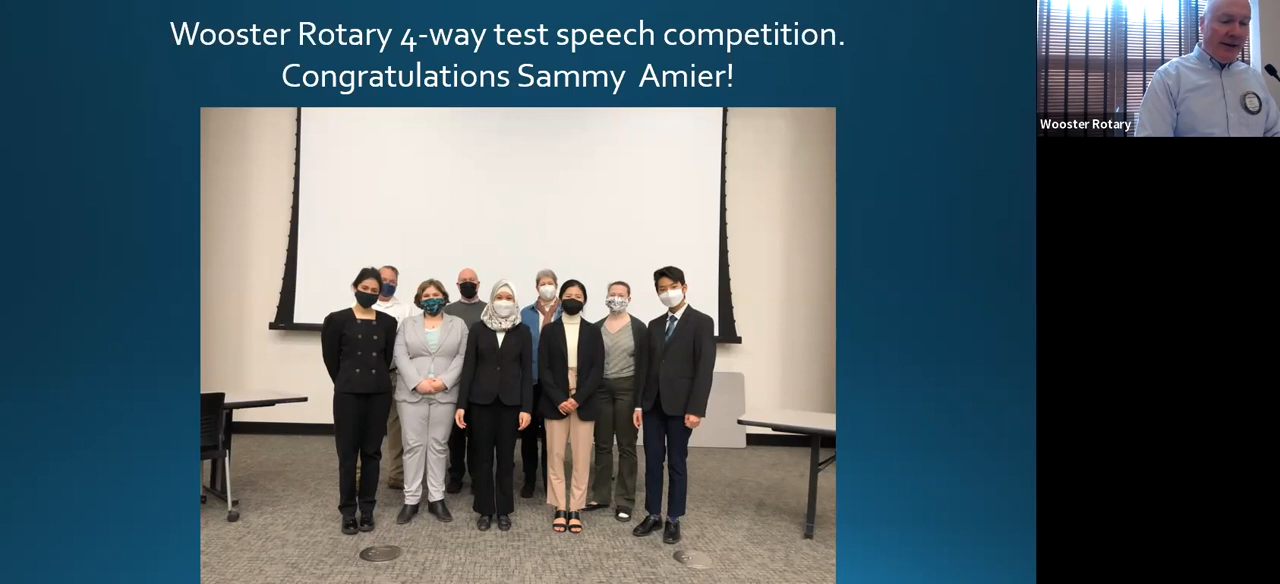 Wooster Rotary 4-way test speech competition.
Congratulations Sammy  Amier!
Wooster Rotary